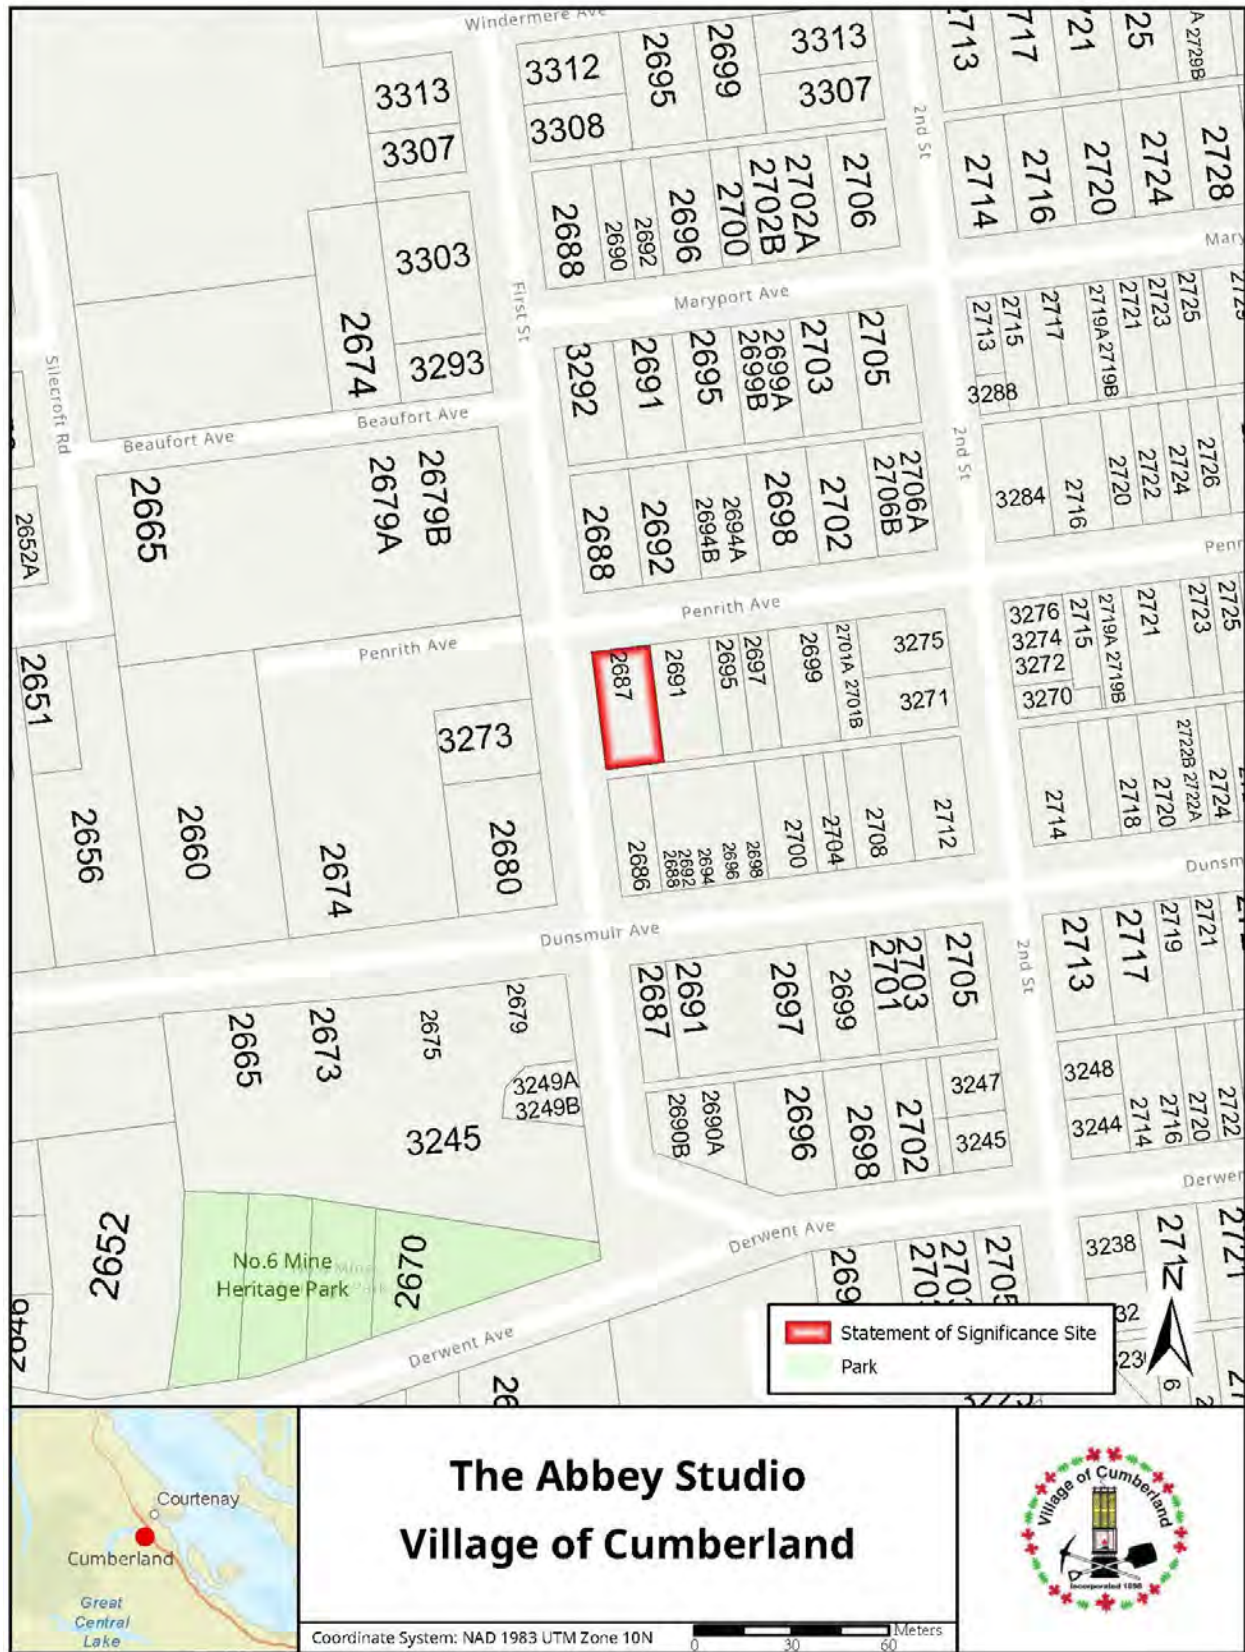 Windermere Ave
3313
3307
3312
3308
2695
2699
3313
3307
2nd St
2713
2729B
2714
2716
2720
2724
2728
2688
2690
2692
2696
2700
2702B
2702A
2706
3303
3293
2674
First St
Maryport Ave
Silecroft Rd
Beaufort Ave
Beaufort Ave
3292
2691
2695
2699B
2699A
2703
2705
2nd St
2713
2715
2717
2719A 2719B
2721
2723
2725
3288
2665
2679A
2679B
2652A
2688
2692
2694B
2694A
2698
2702
2706B
2706A
3284
2716
2720
2722
2724
2726
Penrith Ave
Penrith Ave
2651
2687
2691
2695
2697
2699
2701A 2701B
3275
3271
3276
3274
3272
3270
2715
2719A 2719B
2721
2723
2725
3273
2656
2660
2674
2680
2686
2688
2692
2694
2696
2698
2700
2704
2708
2712
2714
2718
2720
2722B 2722A
2724
Dunsmuir Ave
2nd St
2665
2673
2675
2679
3249A
3249B
3245
2687
2691
2697
2699
2701
2703
2705
2713
2717
2719
2721
2690B
2690A
2696
2698
2702
3247
3245
3248
3244
2714
2716
2720
2722
2652
No.6 Mine
Heritage Park
2670
Derwent Ave
Derwent Ave
3238
2705
Statement of Significance Site
Park
N
Courtenay
Cumberland
Great
Central
Lake
The Abbey Studio
Village of Cumberland
Coordinate System: NAD 1983 UTM Zone 10N
0 30 60 Meters
Village of Cumberland
Incorporated 1898